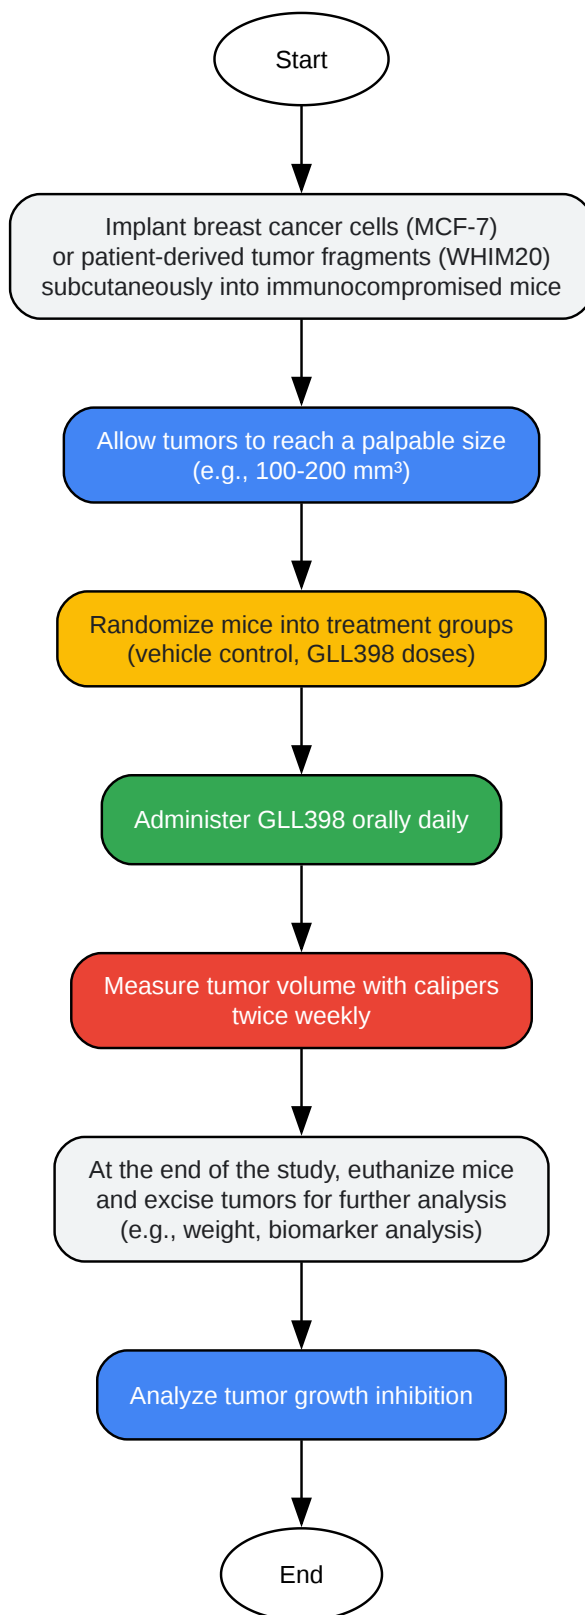 Start
Implant breast cancer cells (MCF-7)
or patient-derived tumor fragments (WHIM20)
subcutaneously into immunocompromised mice
Allow tumors to reach a palpable size
(e.g., 100-200 mm³)
Randomize mice into treatment groups
(vehicle control, GLL398 doses)
Administer GLL398 orally daily
Measure tumor volume with calipers
twice weekly
At the end of the study, euthanize mice
and excise tumors for further analysis
(e.g., weight, biomarker analysis)
Analyze tumor growth inhibition
End